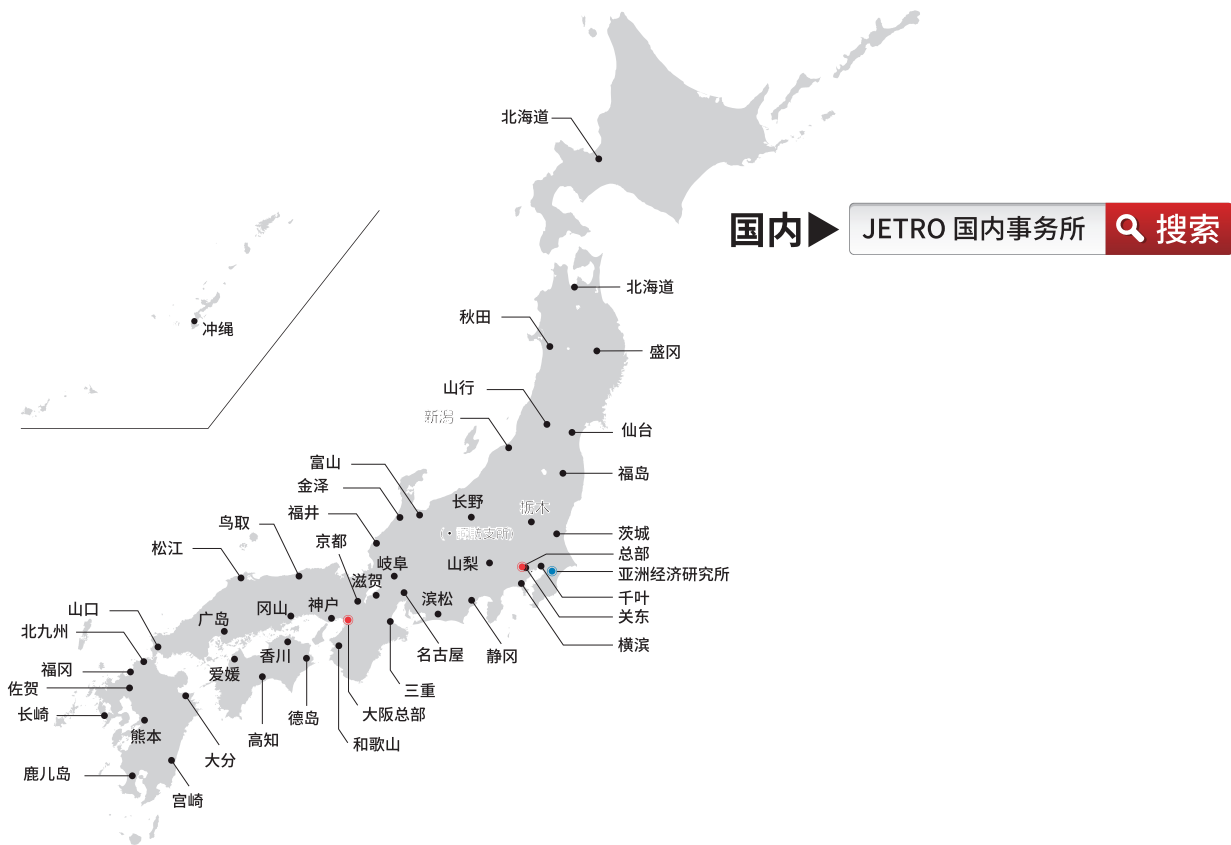 北海道
国内
JETRO 国内事务所
搜索
北海道
秋田
冲绳
盛冈
山行
新潟
仙台
富山
福岛
金泽
长野
栃木
福井
鸟取
茨城
京都
松江
总部
岐阜
山梨
亚洲经济研究所
滋贺
千叶
滨松
神户
冈山
山口
广岛
关东
北九州
横滨
名古屋
静冈
香川
福冈
爱媛
佐贺
三重
长崎
德岛
大阪总部
熊本
高知
和歌山
大分
鹿儿岛
宫崎